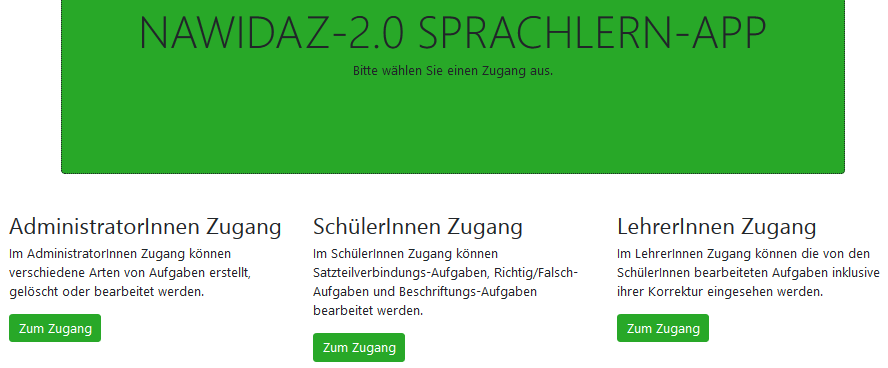 NAWIDAZ-2.0 SPRACHLERN-APP
Bitte wählen Sie einen Zugang aus.
AdministratorInnen Zugang
Im AdministratorInnen Zugang können
verschiedene Arten von Aufgaben erstellt,
gelöscht oder bearbeitet werden.
Zum Zugang
SchülerInnen Zugang
Im SchülerInnen Zugang können
Satzteilverbindungs-Aufgaben, Richtig/Falsch-
Aufgaben und Beschriftungs-Aufgaben
bearbeitet werden.
Zum Zugang
LehrerInnen Zugang
Im LehrerInnen Zugang können die von den
SchülerInnen bearbeiteten Aufgaben inklusive
ihrer Korrektur eingesehen werden.
Zum Zugang